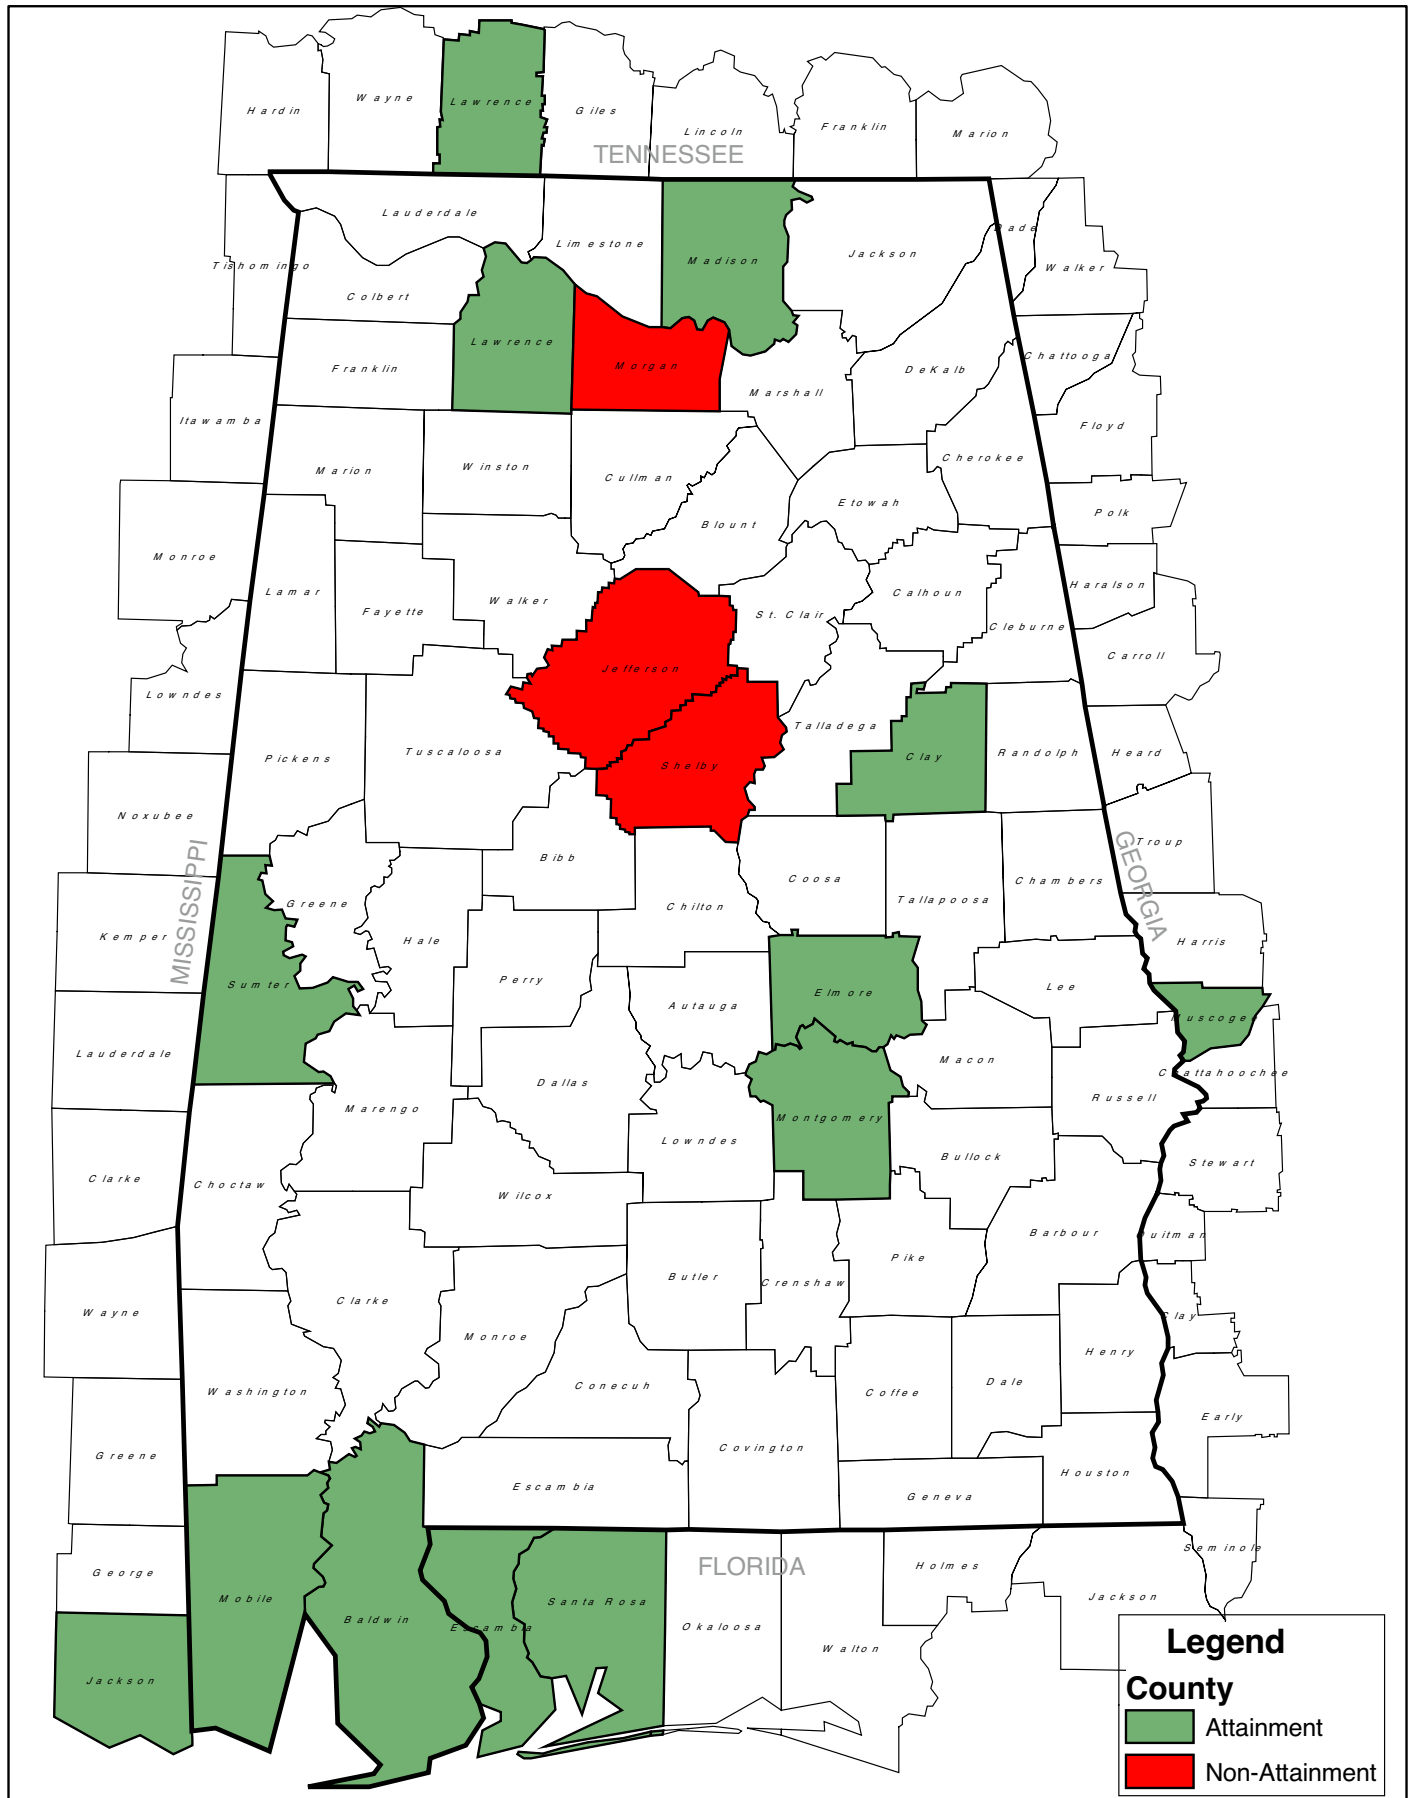 Hardin
Wayne
Lawrence
Giles
Lincoln
Franklin
Marion
TENNESSEE
Lauderdale
Limestone
Madison
Jackson
Dade
Walker
Tishomingo
Colbert
Lawrence
Franklin
Morgan
Marshall
DeKalb
Chattooga
Itawamba
Marion
Winston
Cullman
Blount
Etowah
Cherokee
Floyd
Polk
Monroe
Lamar
Fayette
Walker
Jefferson
St. Clair
Calhoun
Cleburne
Haralson
Carroll
Lowndes
Pickens
Tuscaloosa
Shelby
Talladega
Clay
Randolph
Heard
Noxubee
MISSISSIPPI
Greene
Hale
Bibb
Chilton
Coosa
Tallapoosa
Chambers
GEORGIA
Troup
Kemper
Sumter
Perry
Autauga
Elmore
Lee
Harris
Muscogee
Lauderdale
Marengo
Dallas
Lowndes
Montgomery
Macon
Russell
Chattahoochee
Clarke
Choctaw
Wilcox
Bullock
Stewart
Butler
Crenshaw
Pike
Barbour
Quitman
Wayne
Clarke
Monroe
Conecuh
Henry
Clay
Washington
Coffee
Dale
Early
Greene
Escambia
Covington
Geneva
Houston
George
Mobile
Baldwin
Escambia
Santa Rosa
FLORIDA
Okaloosa
Walton
Holmes
Jackson
Seminole
Jackson
Legend
County
Attainment
Non-Attainment